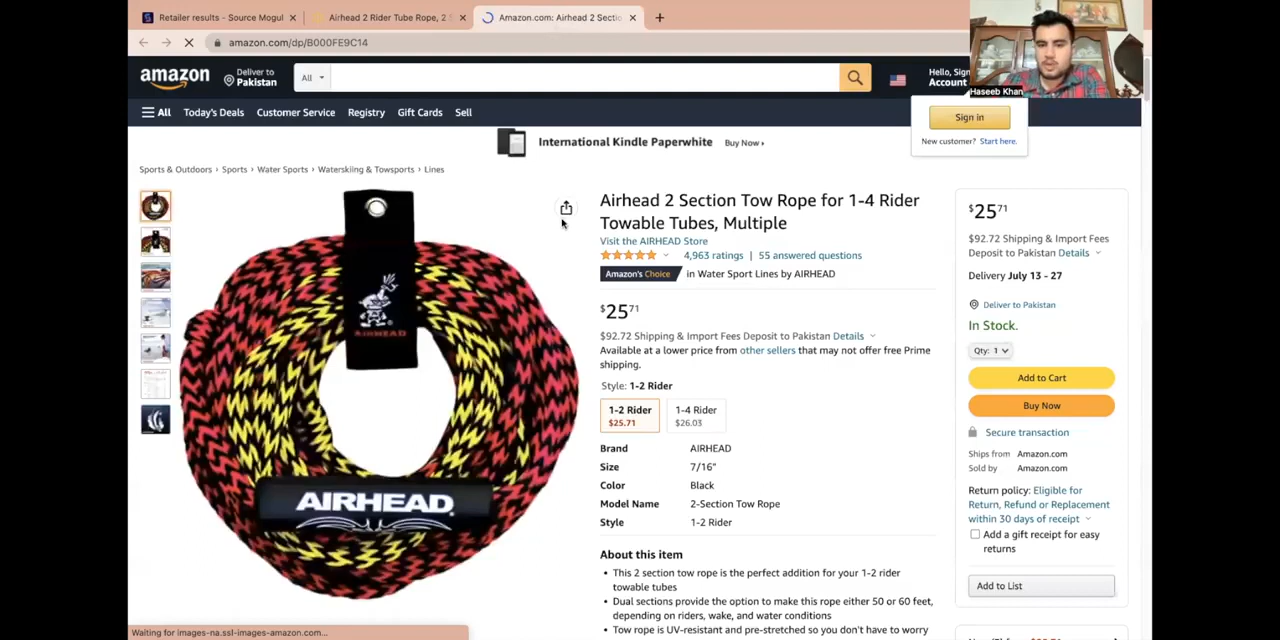 Retailer results - Source Mogul
Airhead 2 Rider Tube Rope, 2 S
Amazon.com: Airhead 2 Sectio
amazon.com/dp/B000FE9C14
amazon
Deliver to
Pakistan
All
Hello, Sign
Account
Haseeb Khan
All
Today's Deals
Customer Service
Registry
Gift Cards
Sell
Sign in
New customer? Start here.
International Kindle Paperwhite
Buy Now ›
Sports & Outdoors › Sports › Water Sports › Waterskiing & Towsports › Lines
AIRHEAD
AIRHEAD.
Airhead 2 Section Tow Rope for 1-4 Rider
Towable Tubes, Multiple
Visit the AIRHEAD Store
4,963 ratings | 55 answered questions
Amazon's Choice in Water Sport Lines by AIRHEAD
$25 71
$92.72 Shipping & Import Fees Deposit to Pakistan Details
Available at a lower price from other sellers that may not offer free Prime
shipping.
Style: 1-2 Rider
1-2 Rider
$25.71
1-4 Rider
$26.03
Brand AIRHEAD
Size 7/16"
Color Black
Model Name 2-Section Tow Rope
Style 1-2 Rider
About this item
• This 2 section tow rope is the perfect addition for your 1-2 rider
towable tubes
• Dual sections provide the option to make this rope either 50 or 60 feet,
depending on riders, wake, and water conditions
• Tow rope is UV-resistant and pre-stretched so you don't have to worry
$25 71
$92.72 Shipping & Import Fees
Deposit to Pakistan Details
Delivery July 13 - 27
Deliver to Pakistan
In Stock.
Qty: 1
Add to Cart
Buy Now
Secure transaction
Ships from Amazon.com
Sold by Amazon.com
Return policy: Eligible for
Return, Refund or Replacement
within 30 days of receipt
Add a gift receipt for easy
returns
Add to List
Waiting for images-na.ssl-images-amazon.com...